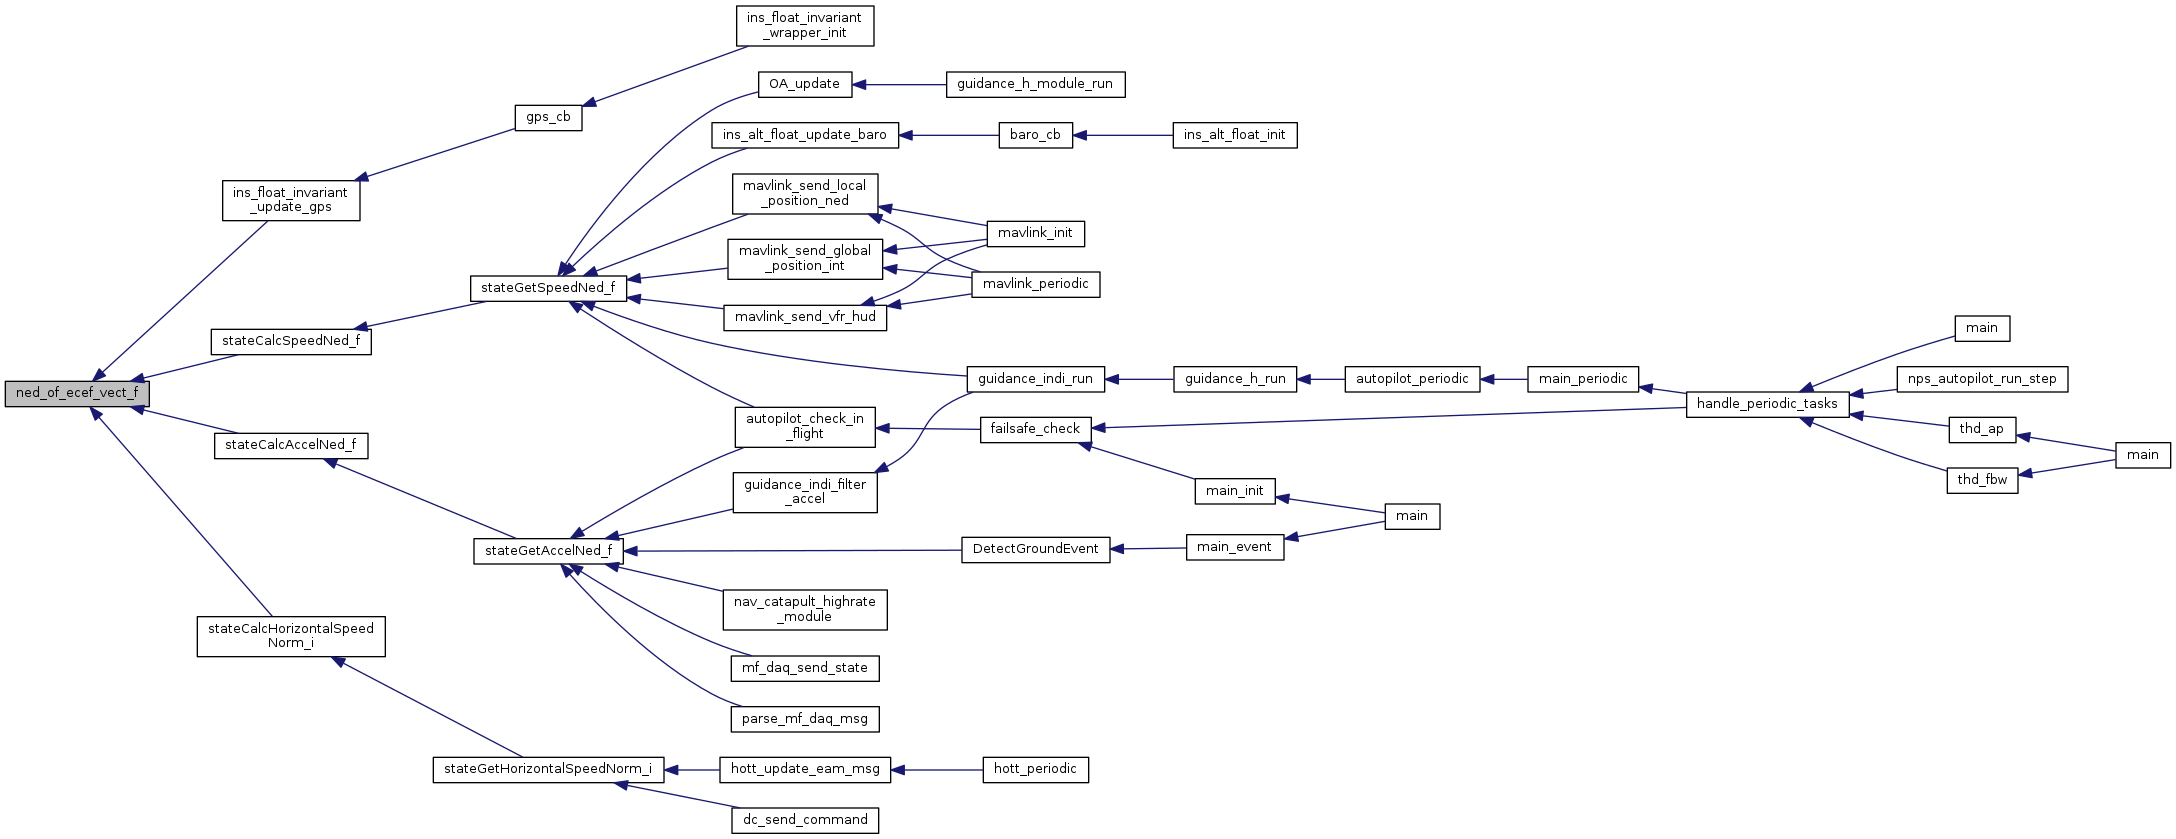 ins_float_invariant
_wrapper_init
OA_update
guidance_h_module_run
gps_cb
ins_alt_float_update_baro
baro_cb
ins_alt_float_init
ins_float_invariant
_update_gps
mavlink_send_local
_position_ned
mavlink_init
mavlink_send_global
_position_int
mavlink_periodic
stateGetSpeedNed_f
mavlink_send_vfr_hud
stateCalcSpeedNed_f
main
ned_of_ecef_vect_f
guidance_indi_run
guidance_h_run
autopilot_periodic
main_periodic
nps_autopilot_run_step
handle_periodic_tasks
autopilot_check_in
_flight
failsafe_check
thd_ap
stateCalcAccelNed_f
main
guidance_indi_filter
_accel
main_init
thd_fbw
main
stateGetAccelNed_f
DetectGroundEvent
main_event
nav_catapult_highrate
_module
stateCalcHorizontalSpeed
Norm_i
mf_daq_send_state
parse_mf_daq_msg
stateGetHorizontalSpeedNorm_i
hott_update_eam_msg
hott_periodic
dc_send_command